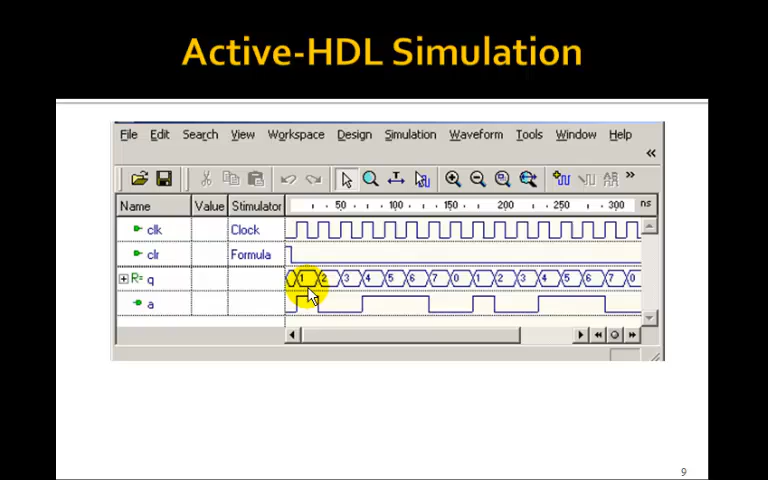 Active-HDL Simulation
File Edit Search View Workspace Design Simulation Waveform Tools Window Help
«
»
Name Value Stimulator 50 100 150 200 250 300 ns
clk Clock
clr Formula
R= q 1 2 3 4 5 6 7 0 1 2 3 4 5 6 7 0
a
9